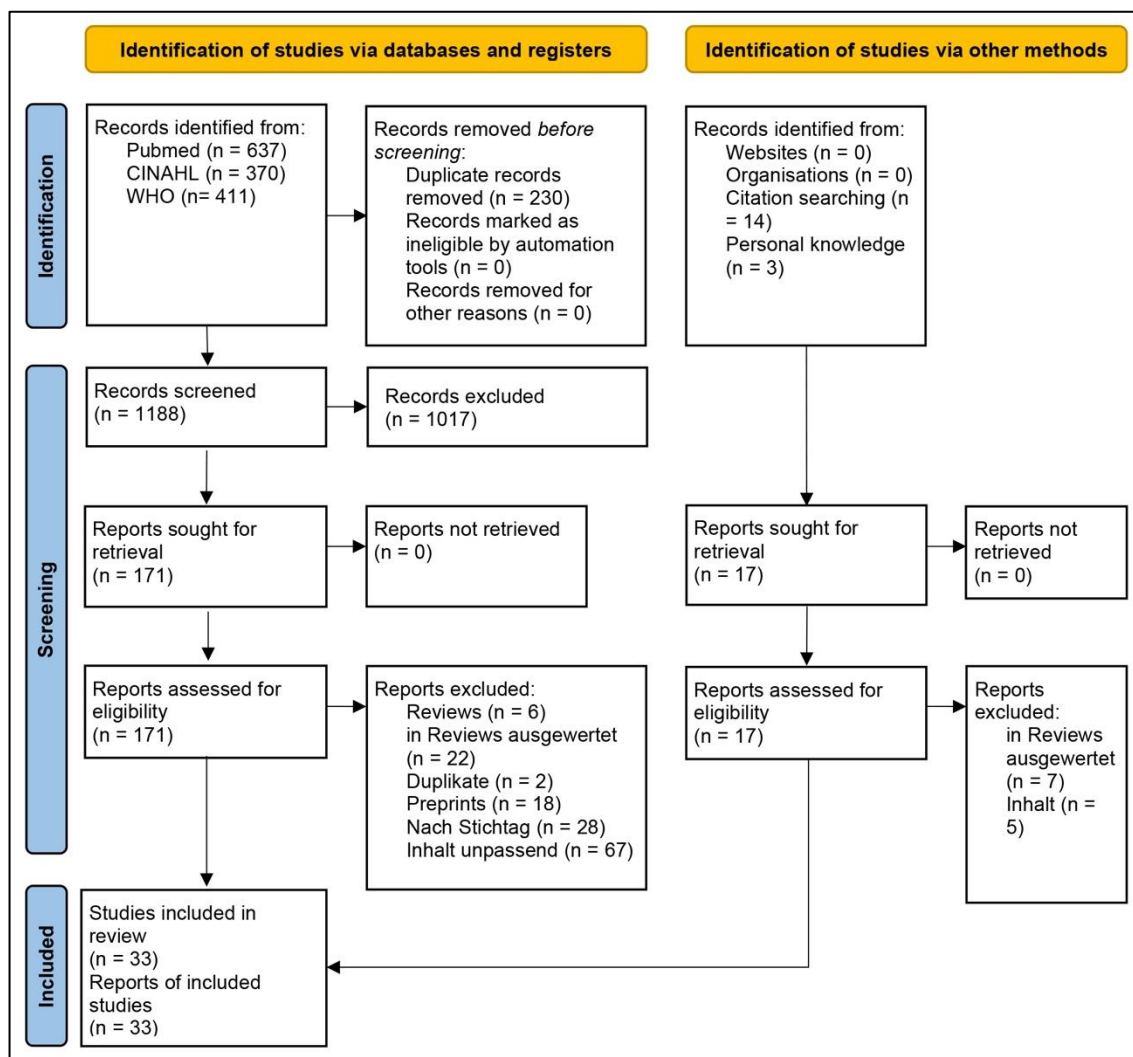 Identification of studies via databases and registers
Identification of studies via other methods
Identification
Records identified from:
Pubmed (n = 637)
CINAHL (n = 370)
WHO (n= 411)
Records removed before
screening:
Duplicate records
removed (n = 230)
Records marked as
ineligible by automation
tools (n = 0)
Records removed for
other reasons (n = 0)
Records identified from:
Websites (n = 0)
Organisations (n = 0)
Citation searching (n
= 14)
Personal knowledge
(n = 3)
Screening
Records screened
(n = 1188)
Records excluded
(n = 1017)
Reports sought for
retrieval
(n = 171)
Reports not retrieved
(n = 0)
Reports sought for
retrieval
(n = 17)
Reports not
retrieved
(n = 0)
Reports assessed for
eligibility
(n = 171)
Reports excluded:
Reviews (n = 6)
in Reviews ausgewertet
(n = 22)
Duplikate (n = 2)
Preprints (n = 18)
Nach Stichtag (n = 28)
Inhalt unpassend (n = 67)
Reports assessed for
eligibility
(n = 17)
Reports
excluded:
in Reviews
ausgewertet
(n = 7)
Inhalt (n =
5)
Included
Studies included in
review
(n = 33)
Reports of included
studies
(n = 33)